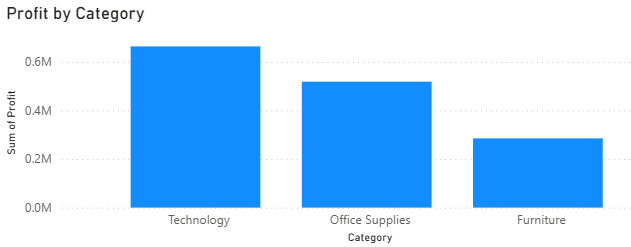 Profit by Category
Sum of Profit
0.6M
0.4M
0.2M
0.0M
Technology
Office Supplies
Furniture
Category